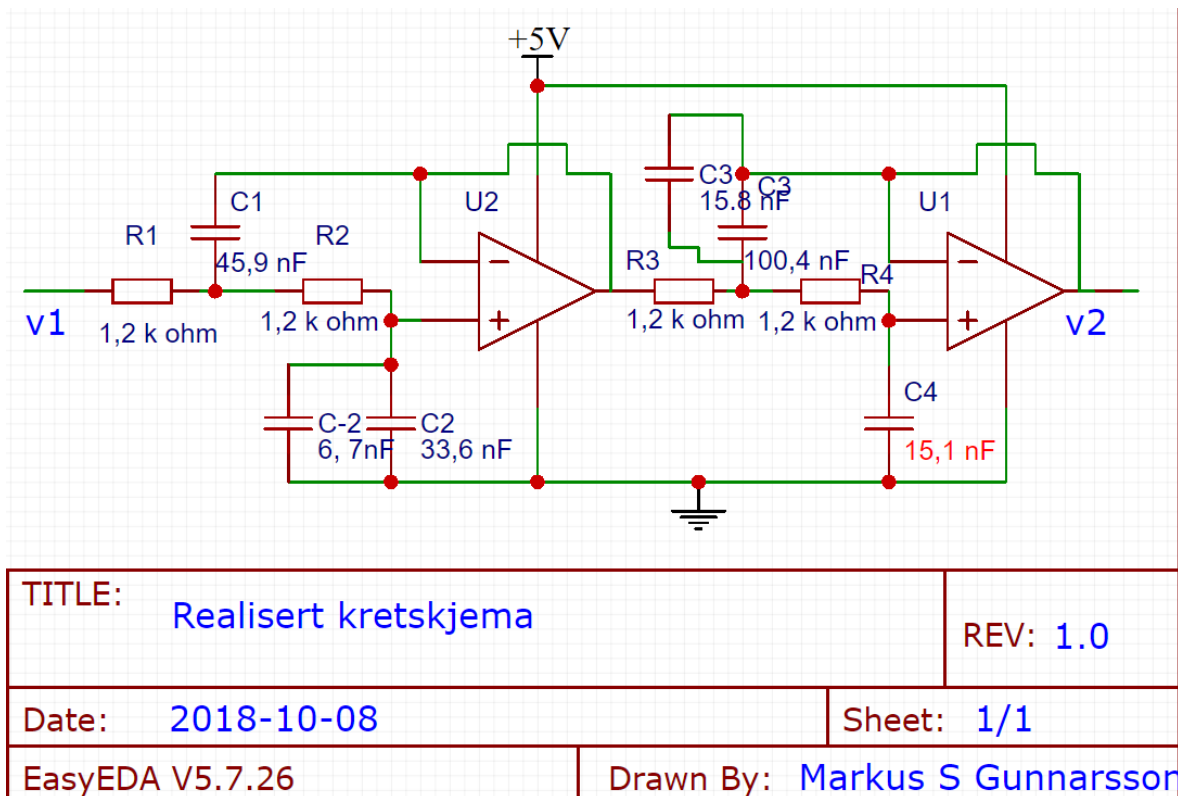 +5V
C1
R1
R2
U2
45,9 nF
v1
1,2 k ohm
1,2 k ohm
C-2
6, 7nF
C2
33,6 nF
C3
15.8 nF
C3
100,4 nF
R3
R4
1,2 k ohm
1,2 k ohm
U1
v2
C4
15,1 nF
TITLE:
Realisert kretskjema
REV: 1.0
Date: 2018-10-08
Sheet: 1/1
EasyEDA V5.7.26
Drawn By: Markus S Gunnarsson